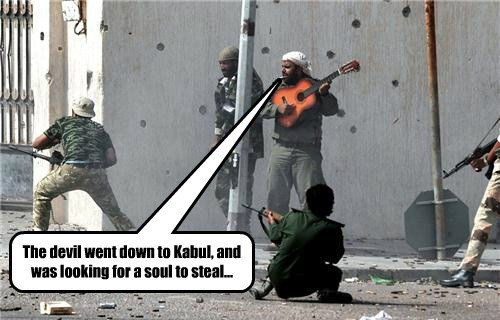 The devil went down to Kabul, and
was looking for a soul to steal...